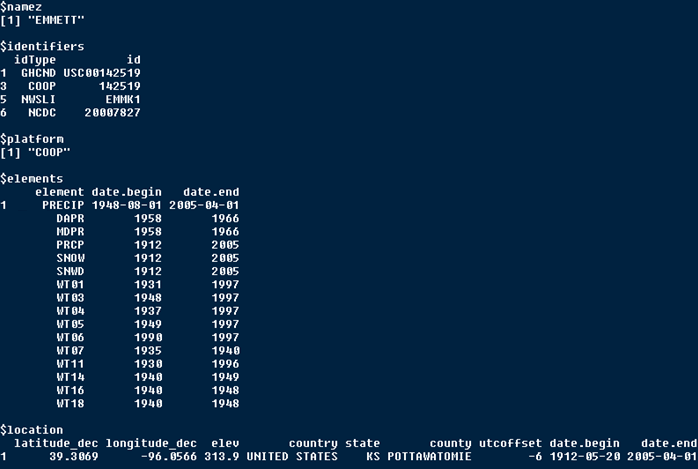 $namez
[1] "EMMETT"
$identifiers
idType id
1 GHCND USC00142519
3 COOP 142519
5 NWSLI EMMK1
6 NCDC 20007827
$platform
[1] "COOP"
$elements
element date.begin date.end
1 PRECIP 1948-08-01 2005-04-01
DAPR 1958 1966
MDPR 1958 1966
PRCP 1912 2005
SNOW 1912 2005
SNWD 1912 2005
WT01 1931 1997
WT03 1948 1997
WT04 1937 1997
WT05 1949 1997
WT06 1990 1997
WT07 1935 1940
WT11 1930 1996
WT14 1940 1949
WT16 1940 1948
WT18 1940 1948
$location
latitude_dec longitude_dec elev country state county utcoffset date.begin date.end
1 39.3069 -96.0566 313.9 UNITED STATES KS POTTAWATOMIE -6 1912-05-20 2005-04-01